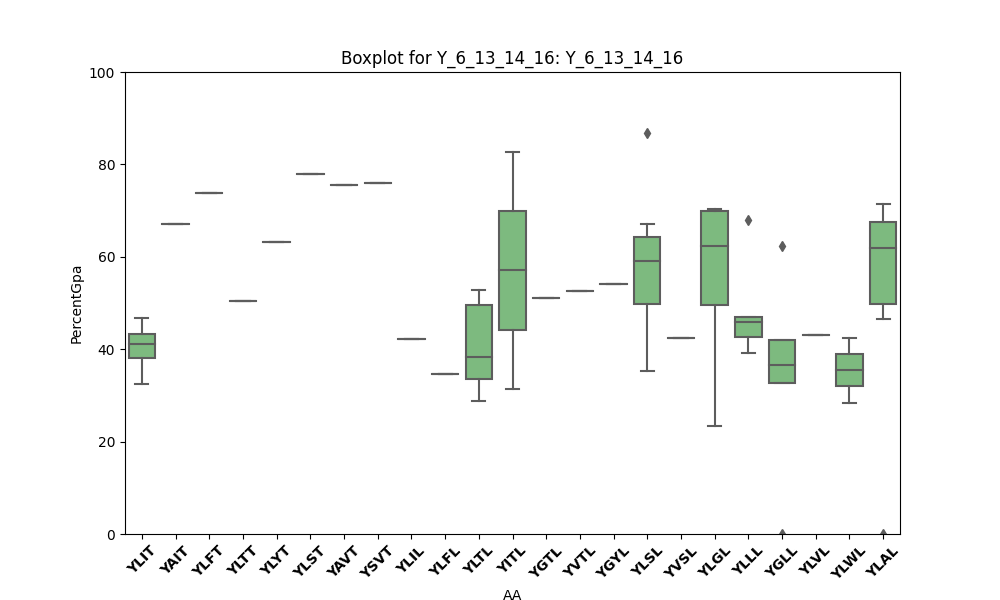 Boxplot for Y_6_13_14_16: Y_6_13_14_16
100
80
60
40
20
0
PercentGpa
YLIT YAIT YLFT YLTT YLYT YLST YAVT YSVT YLIL YLFL YLTL YITL YGTL YVTL YGYL YLSL YVSL YLGL YLLL YGLL YLVL YLWL YLAL
AA